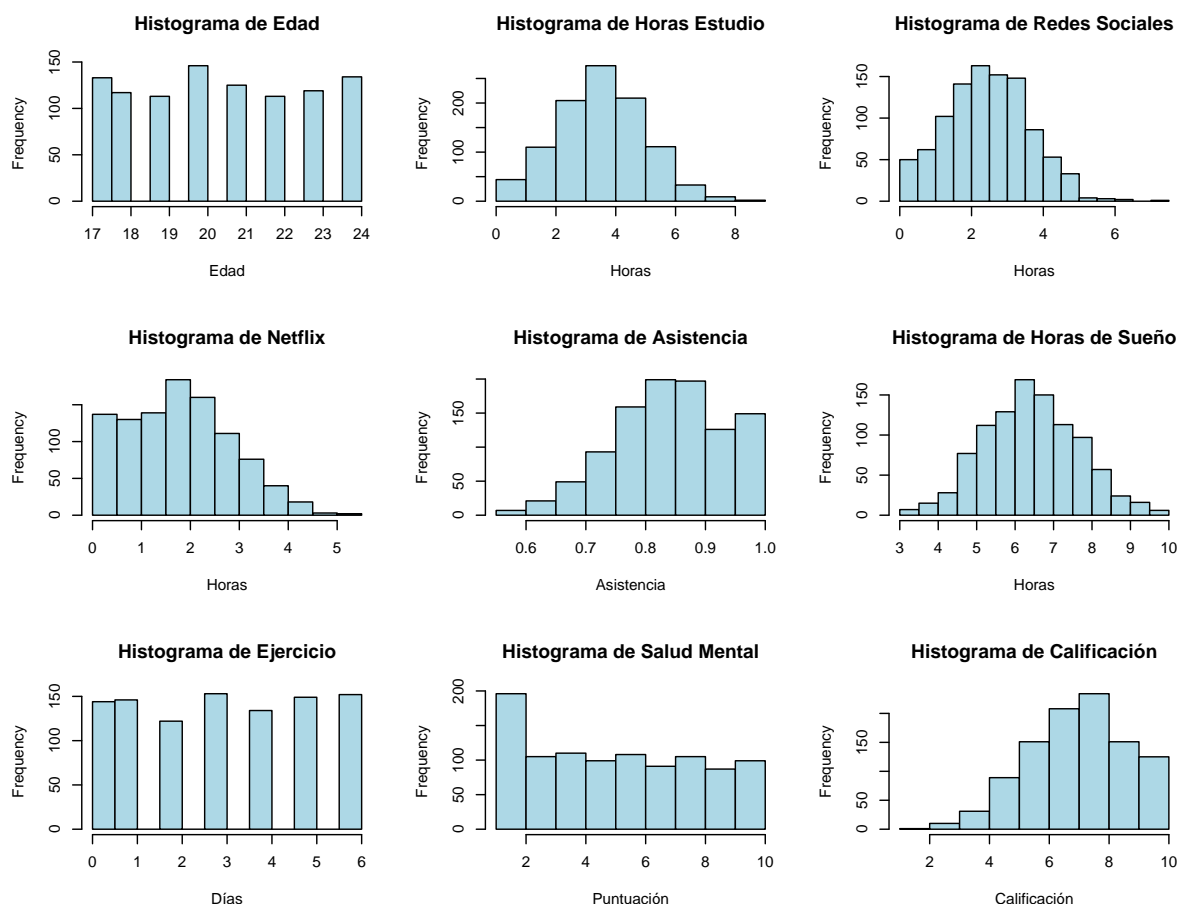 Histograma de Edad
Frequency
0 50 100 150
17 18 19 20 21 22 23 24
Edad
Histograma de Horas Estudio
Frequency
0 50 100 200
0 2 4 6 8
Horas
Histograma de Redes Sociales
Frequency
0 50 100 150
0 2 4 6
Horas
Histograma de Netflix
Frequency
0 50 100
0 1 2 3 4 5
Horas
Histograma de Asistencia
Frequency
0 50 150
0.6 0.7 0.8 0.9 1.0
Asistencia
Histograma de Horas de Sueño
Frequency
0 50 100 150
3 4 5 6 7 8 9 10
Horas
Histograma de Ejercicio
Frequency
0 50 100 150
0 1 2 3 4 5 6
Días
Histograma de Salud Mental
Frequency
0 50 100 200
2 4 6 8 10
Puntuación
Histograma de Calificación
Frequency
0 50 150
2 4 6 8 10
Calificación